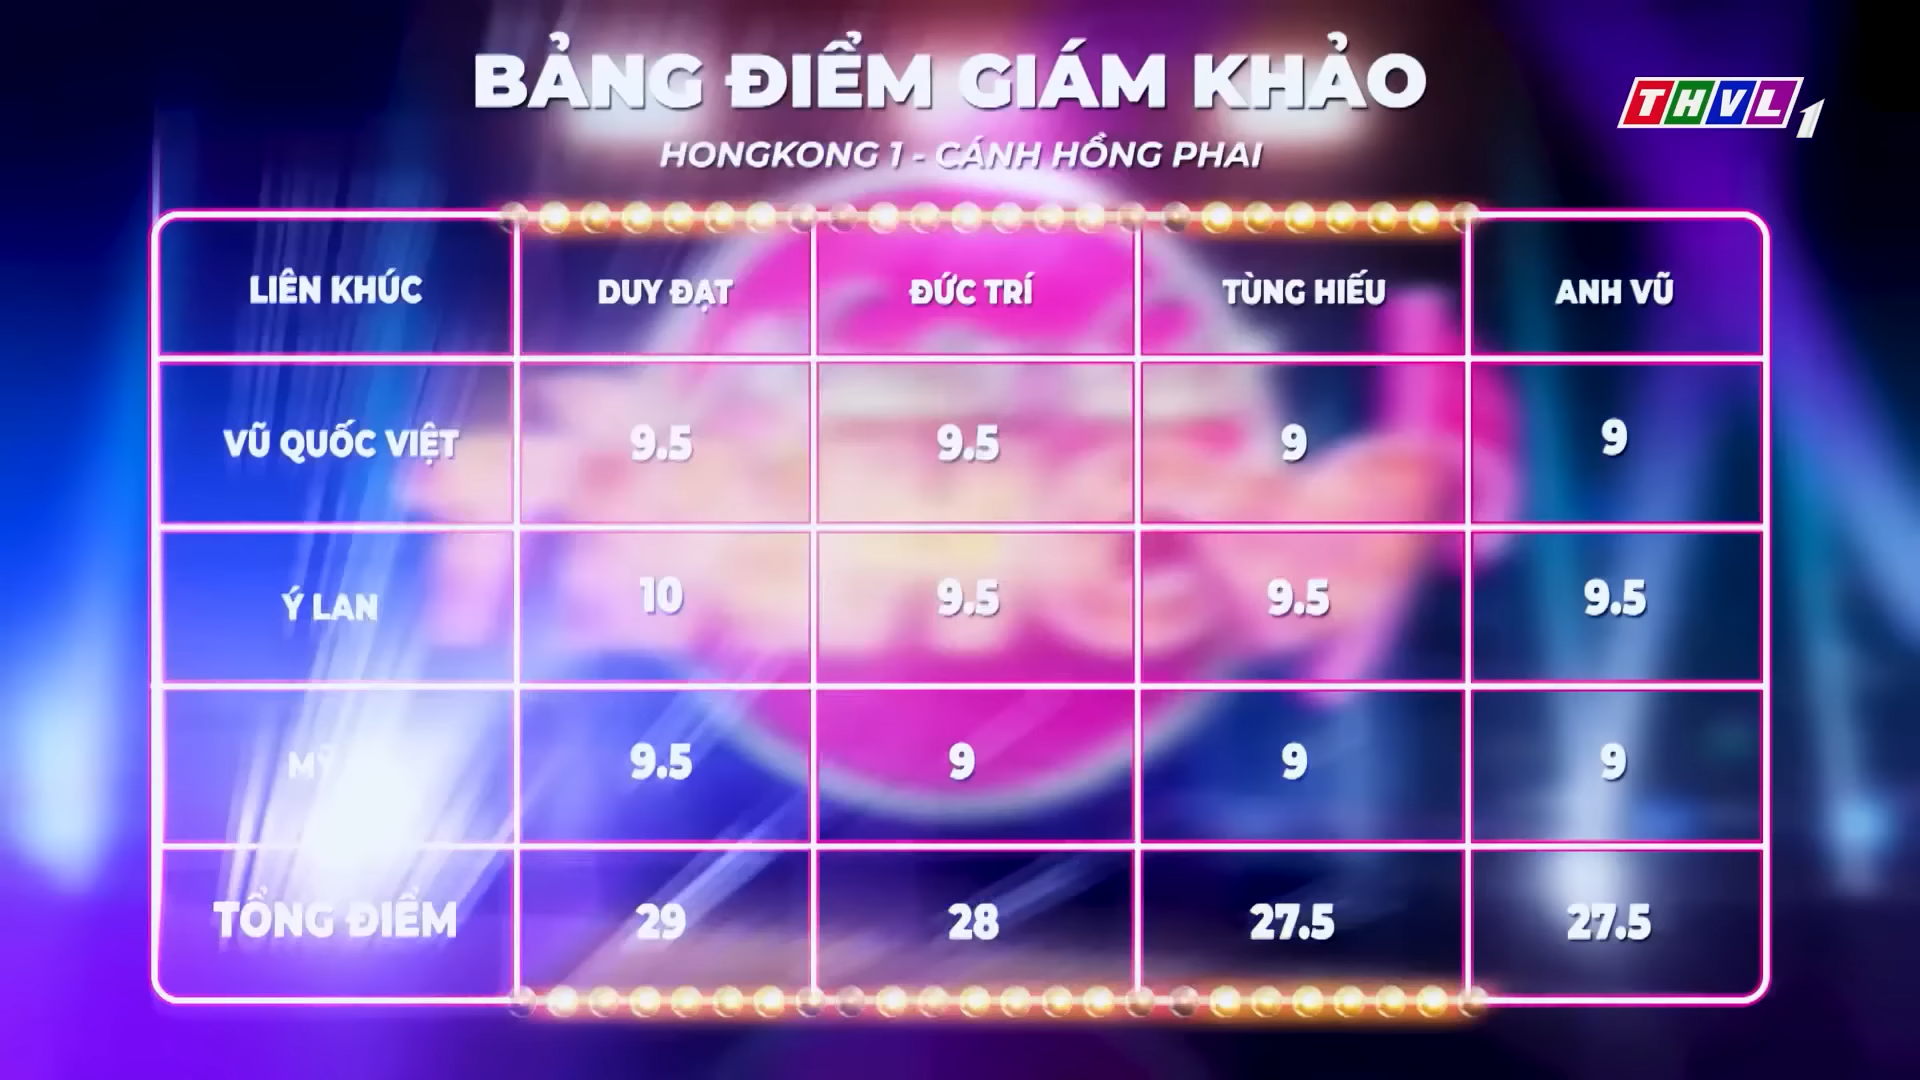 BẢNG ĐIỂM GIÁM KHẢO
THVL1
HONGKONG 1 - CÁNH HỒNG PHAI
LIÊN KHÚC DUY ĐẠT ĐỨC TRÍ TÙNG HIẾU ANH VŨ
VŨ QUỐC VIỆT 9.5 9.5 9 9
Ý LAN 10 9.5 9.5 9.5
MỸ 9.5 9 9 9
TỔNG ĐIỂM 29 28 27.5 27.5